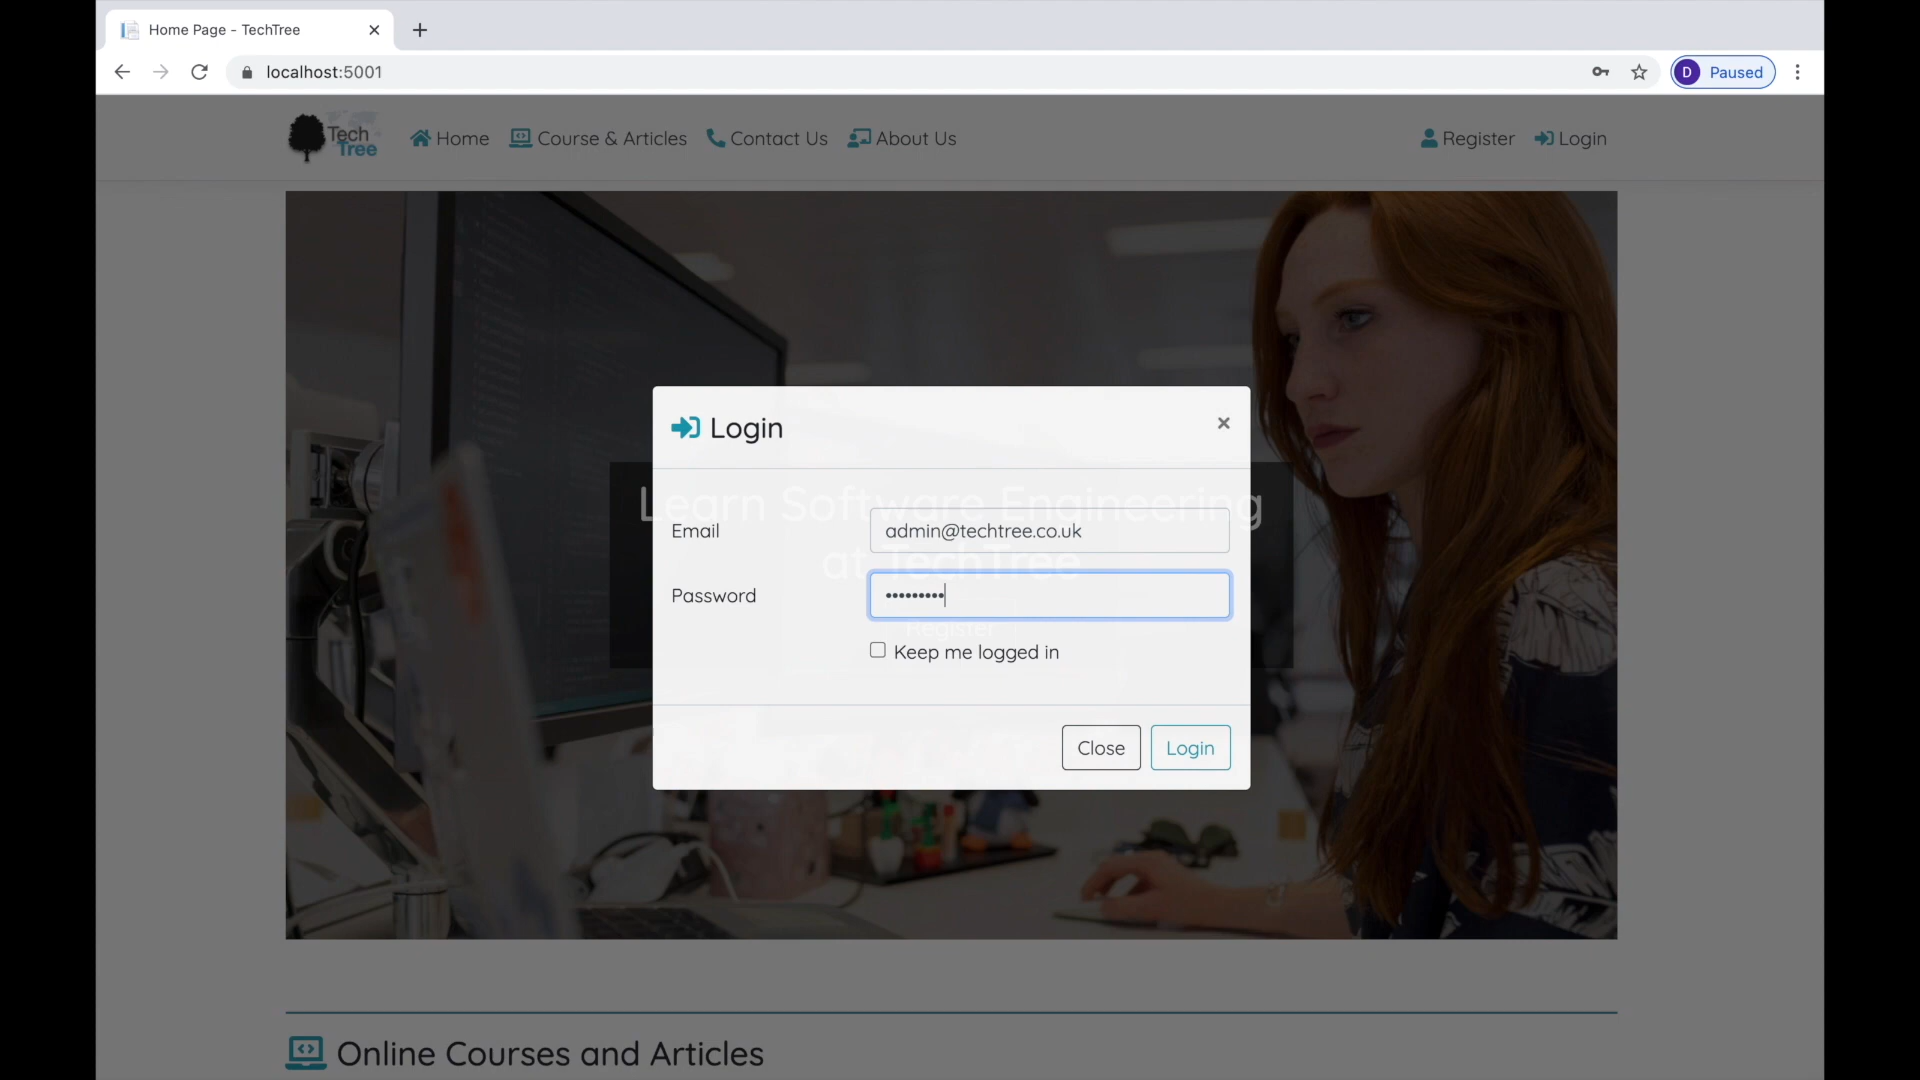 Home Page - TechTree
localhost:5001
D Paused
Tech
Tree
Home Course & Articles Contact Us About Us
Register Login
Login
Learn Software Engineering
at TechTree
Register
Email admin@techtree.co.uk
Password •••••••••
Keep me logged in
Close Login
Online Courses and Articles